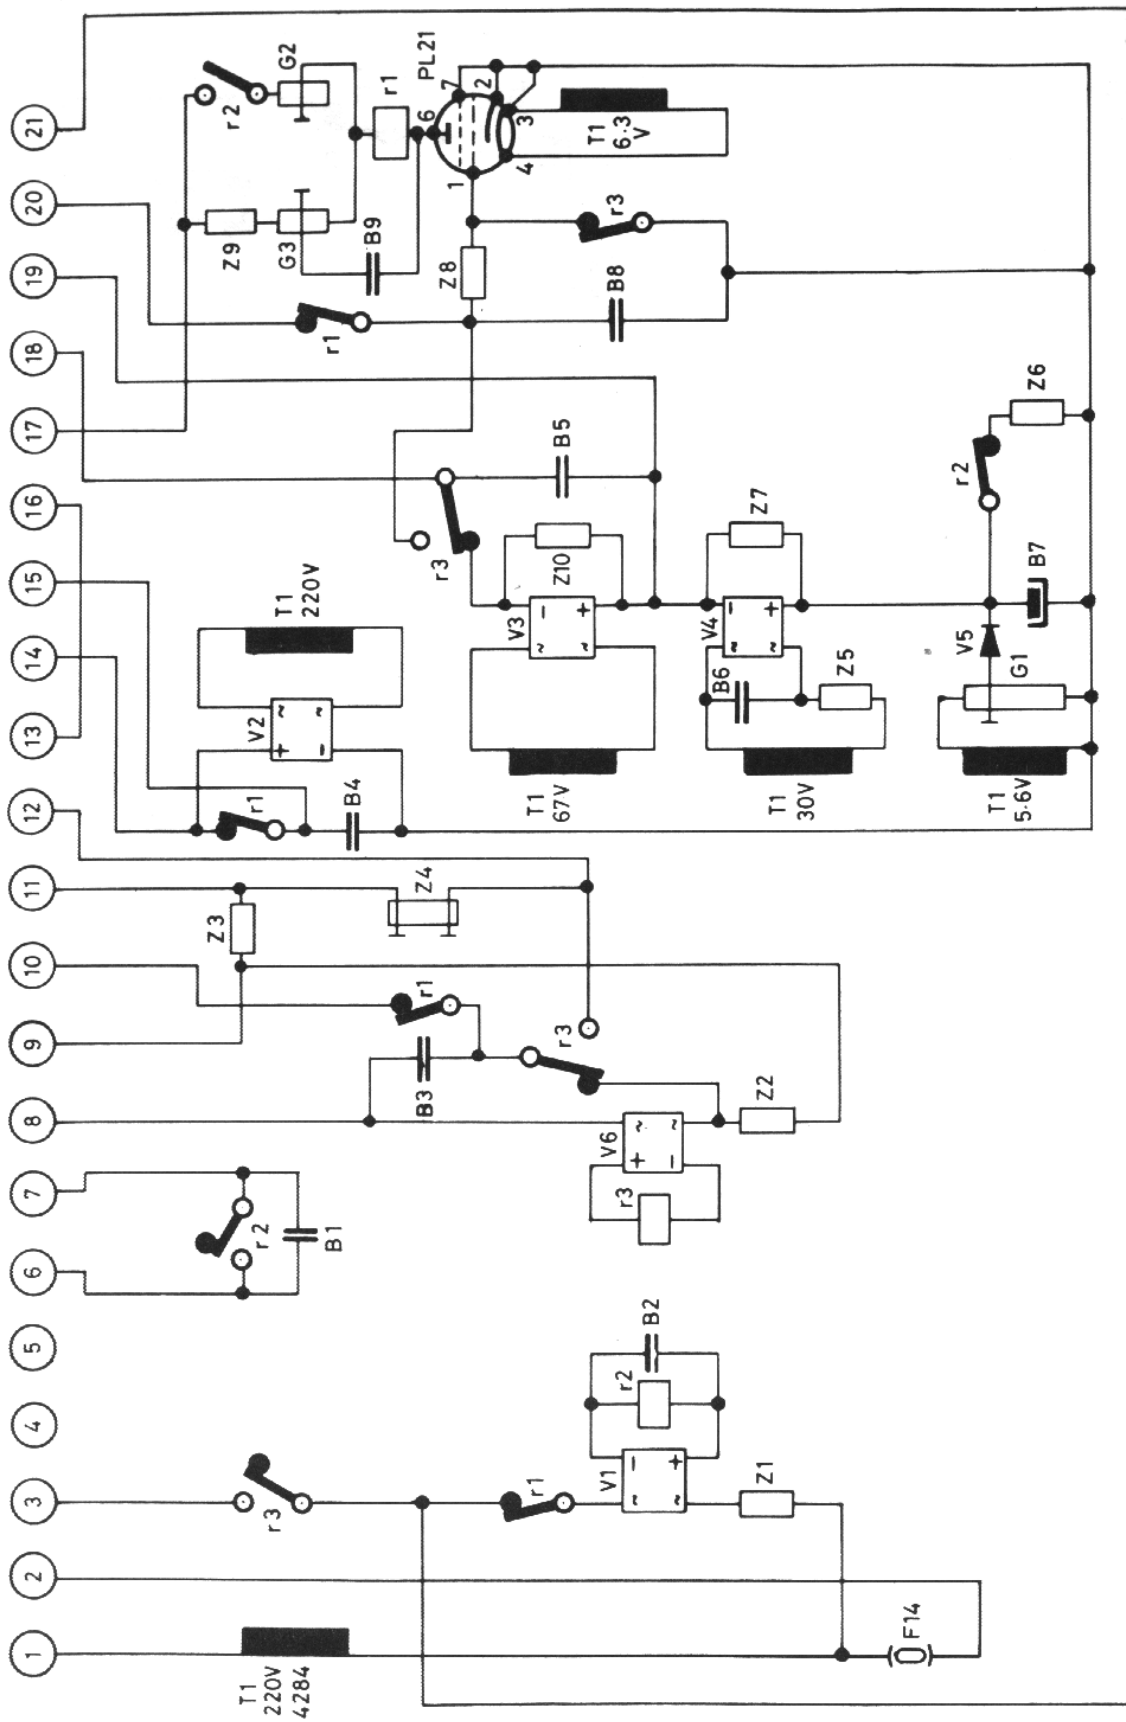 1
2
3
4
5
6
7
8
9
10
11
12
13
14
15
16
17
18
19
20
21
T1
220V
4284
r3
r1
V1
~
−
~
+
r2
B2
Z1
F14
r2
B1
B3
r1
r3
V6
+
~
−
~
r3
Z2
Z3
Z4
r1
B4
V2
+
~
−
~
T1
220V
r3
B5
V3
~
−
~
+
Z10
T1
67V
B6
V4
~
−
~
+
Z7
T1
30V
Z5
T1
5·6V
G1
V5
B7
r2
Z6
r1
Z9
G3
B9
r2
G2
r1
Z8
B8
r3
PL21
6
7
1
2
4
3
T1
6·3
V